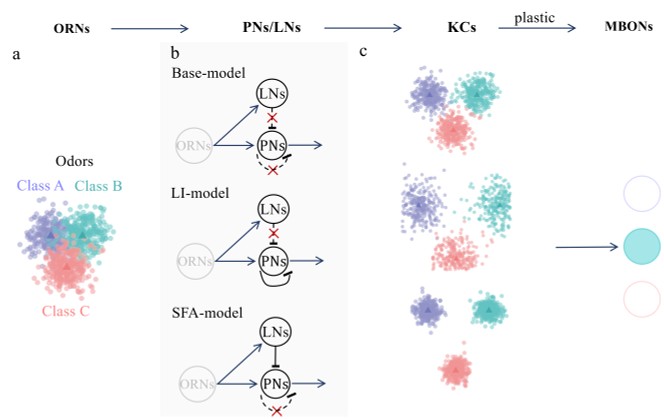 ORNs PNs/LNs KCs plastic MBONs
a b c
Odors
Class A Class B
Class C
Base-model
LNs
ORNs PNs
LI-model
LNs
ORNs PNs
SFA-model
LNs
ORNs PNs